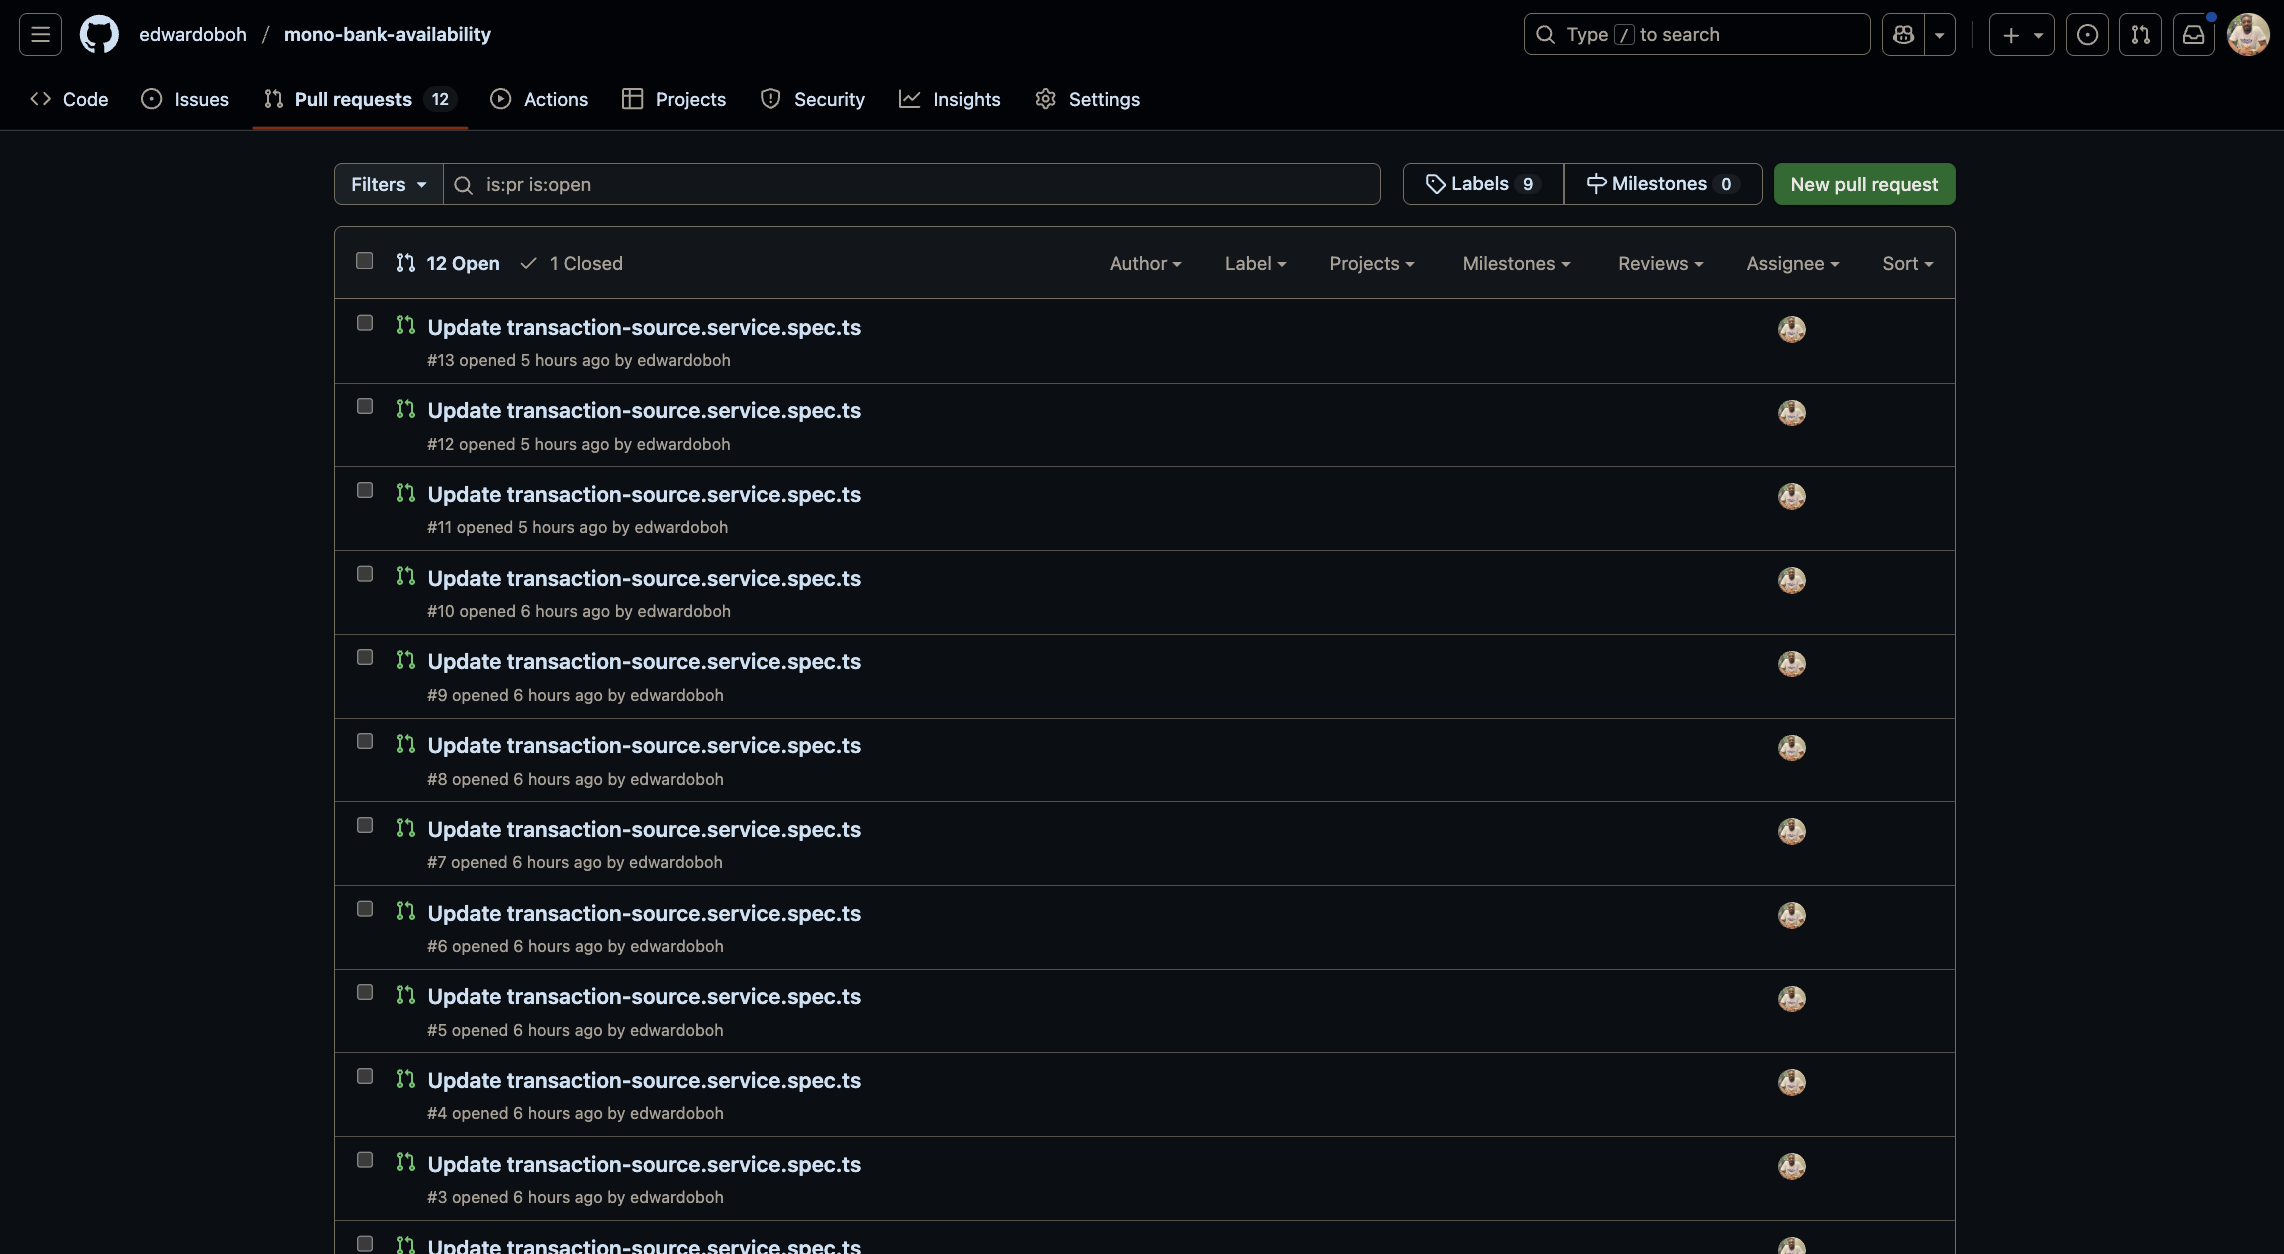 edwardoboh / mono-bank-availability
Type / to search
Code Issues Pull requests 12 Actions Projects Security Insights Settings
Filters is:pr is:open Labels 9 Milestones 0 New pull request
12 Open 1 Closed Author Label Projects Milestones Reviews Assignee Sort
Update transaction-source.service.spec.ts
#13 opened 5 hours ago by edwardoboh
Update transaction-source.service.spec.ts
#12 opened 5 hours ago by edwardoboh
Update transaction-source.service.spec.ts
#11 opened 5 hours ago by edwardoboh
Update transaction-source.service.spec.ts
#10 opened 6 hours ago by edwardoboh
Update transaction-source.service.spec.ts
#9 opened 6 hours ago by edwardoboh
Update transaction-source.service.spec.ts
#8 opened 6 hours ago by edwardoboh
Update transaction-source.service.spec.ts
#7 opened 6 hours ago by edwardoboh
Update transaction-source.service.spec.ts
#6 opened 6 hours ago by edwardoboh
Update transaction-source.service.spec.ts
#5 opened 6 hours ago by edwardoboh
Update transaction-source.service.spec.ts
#4 opened 6 hours ago by edwardoboh
Update transaction-source.service.spec.ts
#3 opened 6 hours ago by edwardoboh
Update transaction-source.service.spec.ts